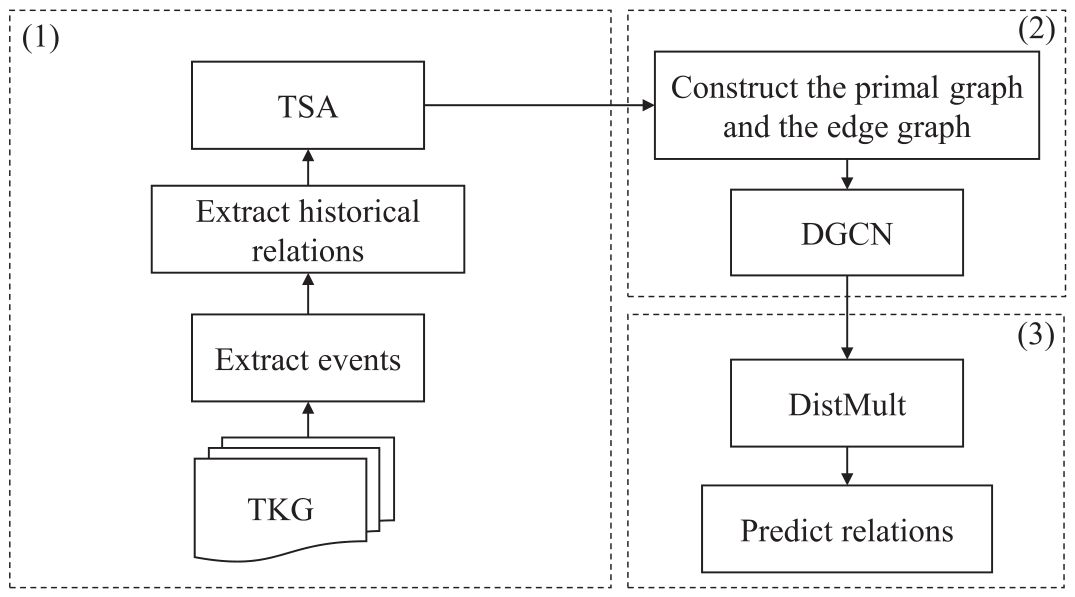 (1)
TSA
Extract historical
relations
Extract events
TKG
(2)
Construct the primal graph
and the edge graph
DGCN
(3)
DistMult
Predict relations